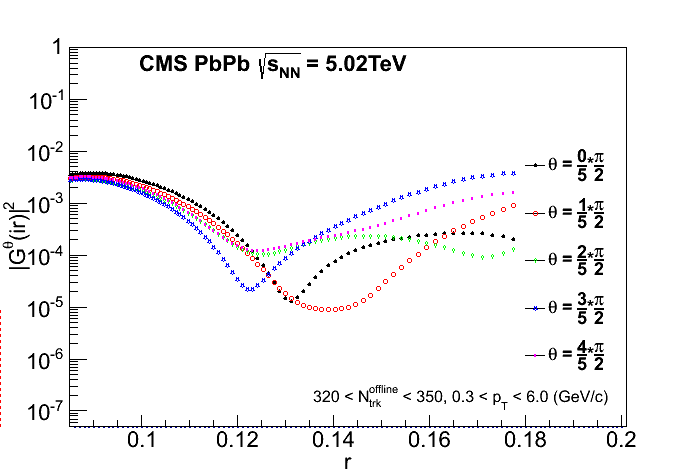 CMS PbPb √s_NN = 5.02TeV
1
10^-1
10^-2
10^-3
10^-4
10^-5
10^-6
10^-7
|G^θ(ir)|^2
θ = 0/5*π/2
θ = 1/5*π/2
θ = 2/5*π/2
θ = 3/5*π/2
θ = 4/5*π/2
320 < N_trk^offline < 350, 0.3 < p_T < 6.0 (GeV/c)
0.1 0.12 0.14 0.16 0.18 0.2
r